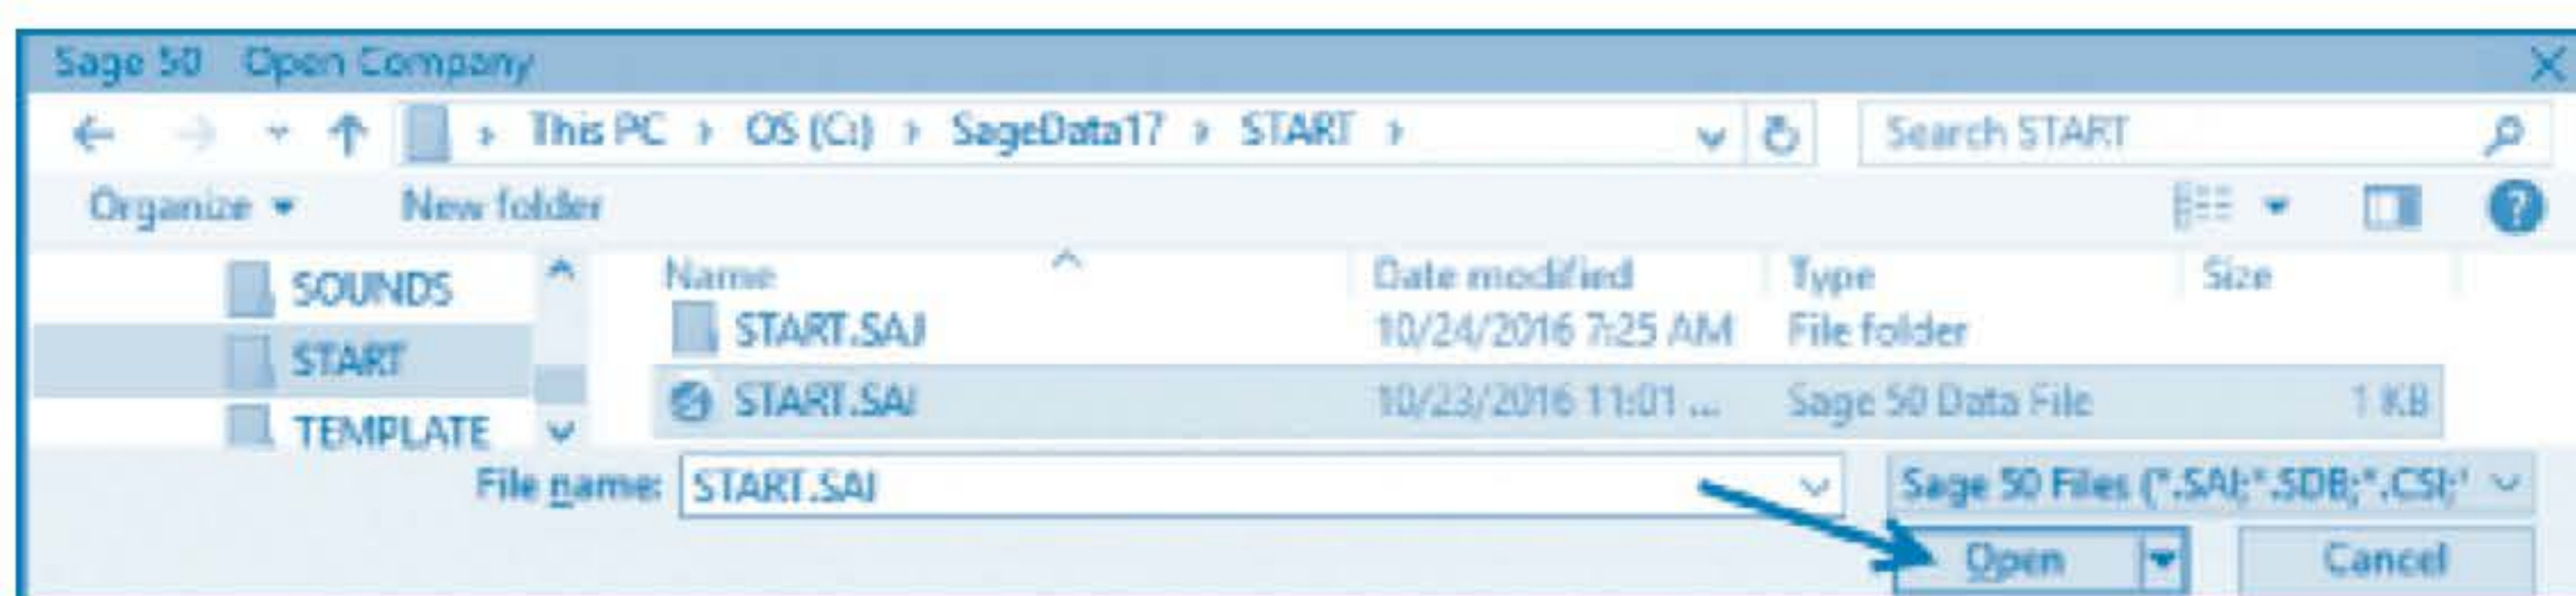 Sage 50 Open Company
This PC OS (C:) SageData17 START
Search START
Organize New folder
SOUNDS
START
TEMPLATE
Name Date modified Type Size
START.SAJ 10/24/2016 7:25 AM File folder
START.SAI 10/23/2016 11:01 ... Sage 50 Data File 1 KB
File name: START.SAI
Sage 50 Files (*.SAI;*.SDB;*.CSI;*
Open Cancel